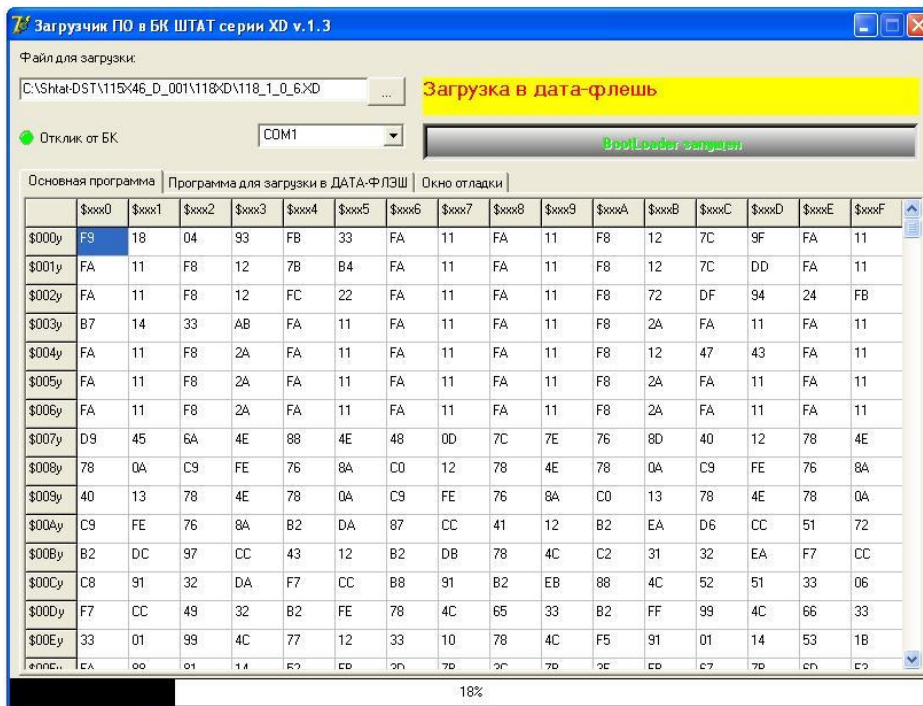 Загрузчик ПО в БК ШТАТ серии XD v.1.3
Файл для загрузки:
C:\Shtat-DST\115X46_D_001\118XD\118_1_0_6.XD ... Загрузка в дата-флешь
Отклик от БК COM1 BootLoader запущен
Основная программа Программа для загрузки в ДАТА-ФЛЭШ Окно отладки
$xxx0 $xxx1 $xxx2 $xxx3 $xxx4 $xxx5 $xxx6 $xxx7 $xxx8 $xxx9 $xxxA $xxxB $xxxC $xxxD $xxxE $xxxF
$000y F9 18 04 93 FB 33 FA 11 FA 11 F8 12 7C 9F FA 11
$001y FA 11 F8 12 7B B4 FA 11 FA 11 F8 12 7C DD FA 11
$002y FA 11 F8 12 FC 22 FA 11 FA 11 F8 72 DF 94 24 FB
$003y B7 14 33 AB FA 11 FA 11 FA 11 F8 2A FA 11 FA 11
$004y FA 11 F8 2A FA 11 FA 11 FA 11 F8 12 47 43 FA 11
$005y FA 11 F8 2A FA 11 FA 11 FA 11 F8 2A FA 11 FA 11
$006y FA 11 F8 2A FA 11 FA 11 FA 11 F8 2A FA 11 FA 11
$007y D9 45 6A 4E 88 4E 48 0D 7C 7E 76 8D 40 12 78 4E
$008y 78 0A C9 FE 76 8A C0 12 78 4E 78 0A C9 FE 76 8A
$009y 40 13 78 4E 78 0A C9 FE 76 8A C0 13 78 4E 78 0A
$00Ay C9 FE 76 8A B2 DA 87 CC 41 12 B2 EA D6 CC 51 72
$00By B2 DC 97 CC 43 12 B2 DB 78 4C C2 31 32 EA F7 CC
$00Cy C8 91 32 DA F7 CC B8 91 B2 EB 88 4C 52 51 33 06
$00Dy F7 CC 49 32 B2 FE 78 4C 65 33 B2 FF 99 4C 66 33
$00Ey 33 01 99 4C 77 12 33 10 78 4C F5 91 01 14 53 1B
18%